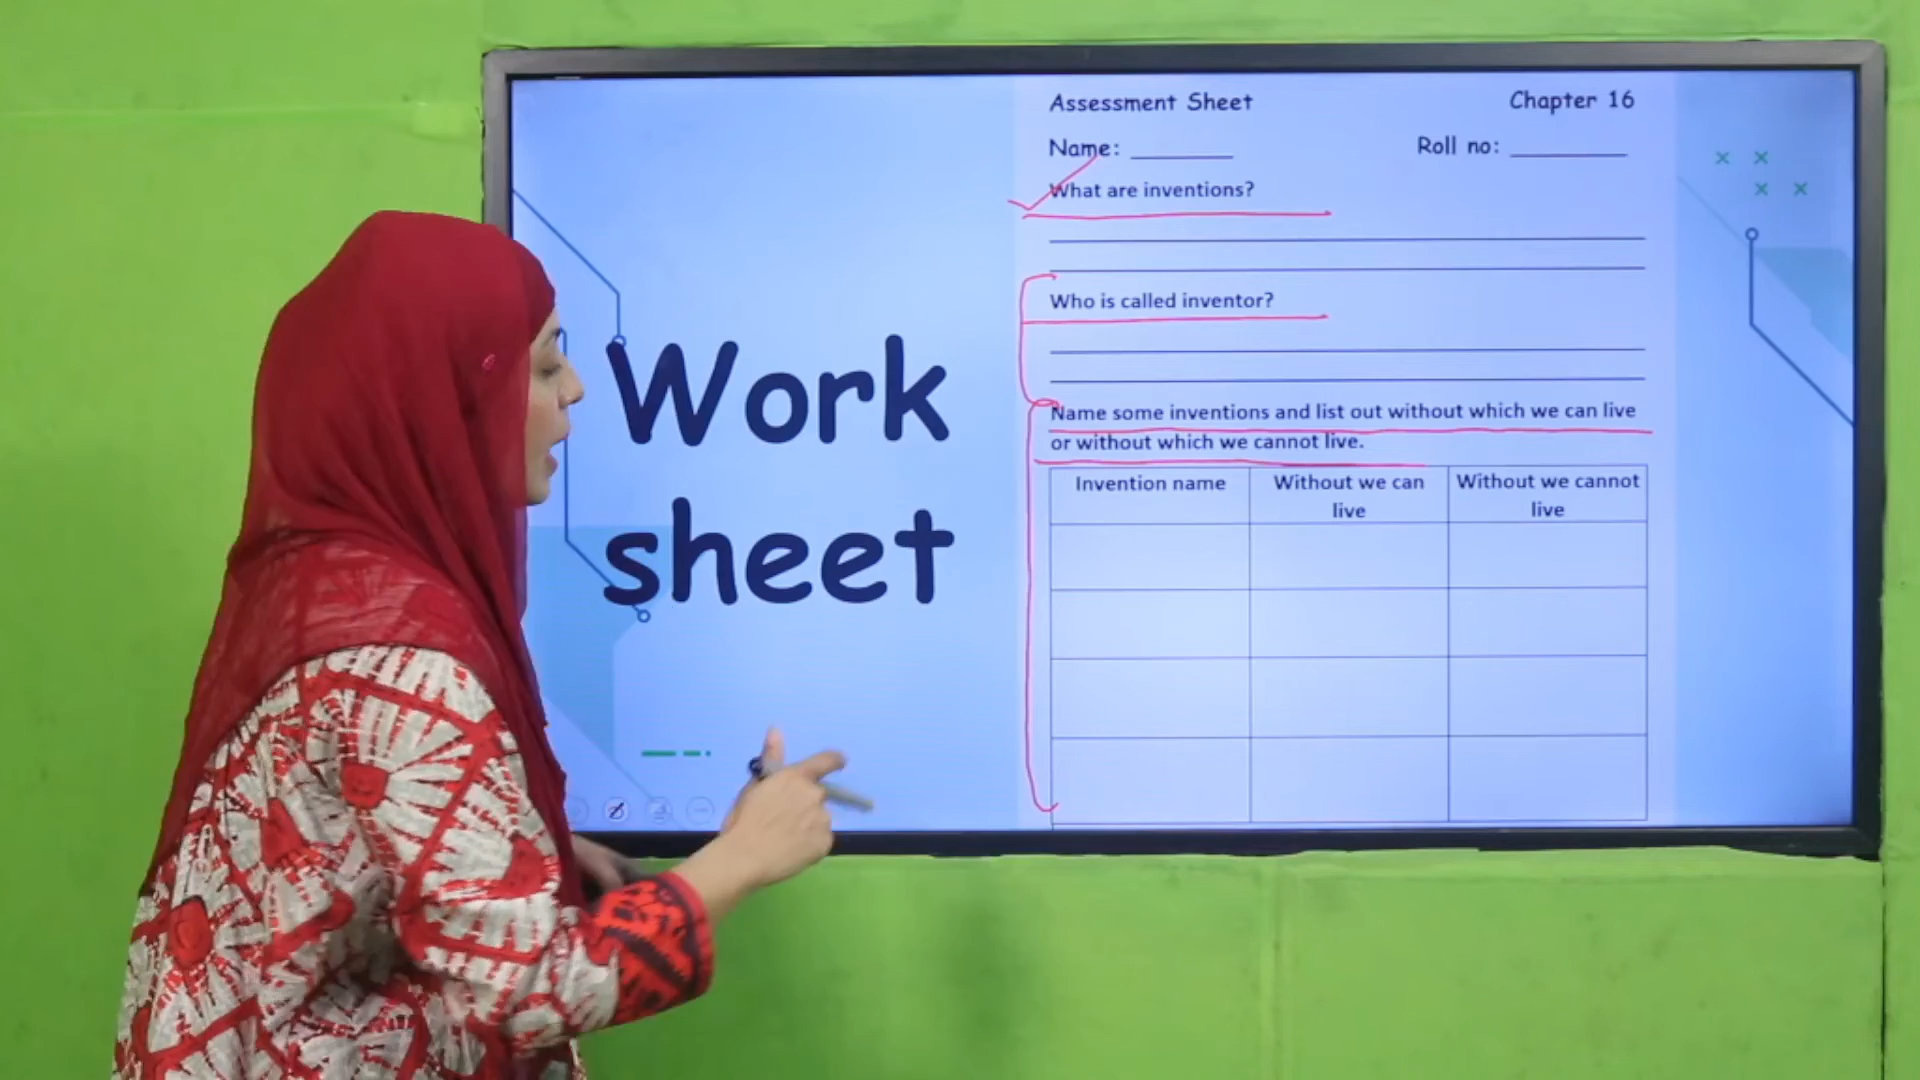 Work
sheet
Assessment Sheet
Chapter 16
Name: __________
Roll no: __________
What are inventions?
Who is called inventor?
Name some inventions and list out without which we can live
or without which we cannot live.
Invention name
Without we can
live
Without we cannot
live